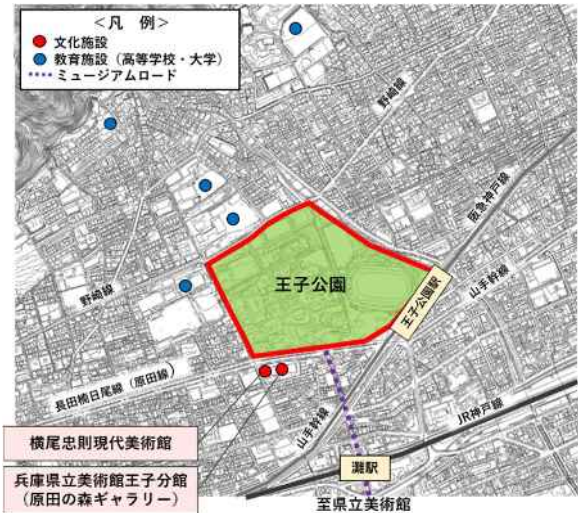 ＜凡　例＞
文化施設
教育施設（高等学校・大学）
ミュージアムロード
野崎線
阪急神戸線
王子公園
王子公園駅
山手幹線
野崎線
長田楠日尾線（原田線）
横尾忠則現代美術館
山手幹線
JR神戸線
灘駅
兵庫県立美術館王子分館
（原田の森ギャラリー）
至県立美術館